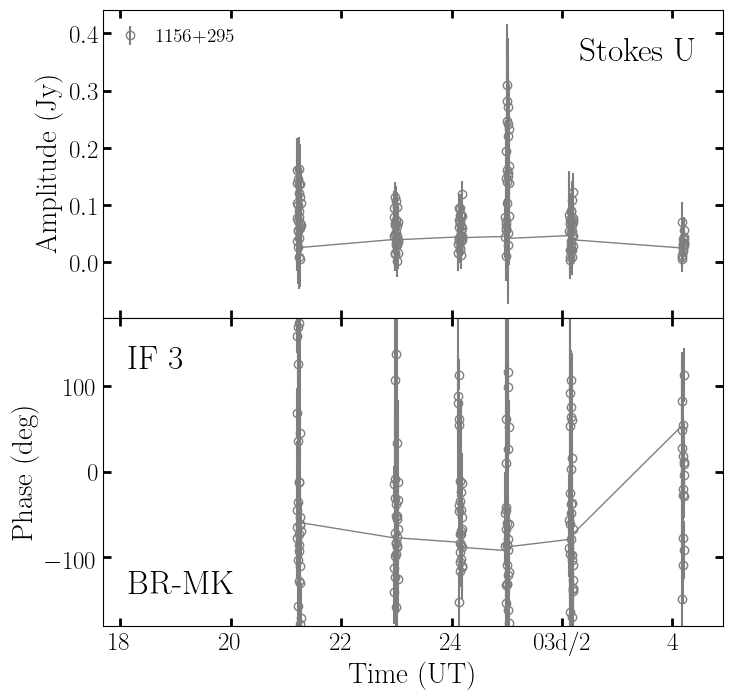 1156+295
Stokes U
0.4
0.3
0.2
0.1
0.0
Amplitude (Jy)
IF 3
100
0
−100
Phase (deg)
BR-MK
18 20 22 24 03d/2 4
Time (UT)